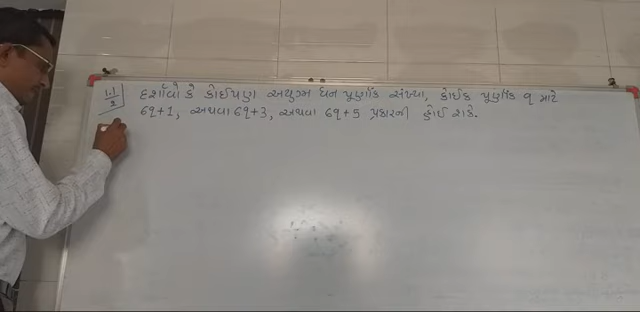 1.1/2 દર્શાવો કે કોઈપણ અયુગ્મ ધન પૂર્ણાંક સંખ્યા, કોઈક પૂર્ણાંક q માટે
6q+1, અથવા 6q+3, અથવા 6q+5 પ્રકારની હોઈ શકે.